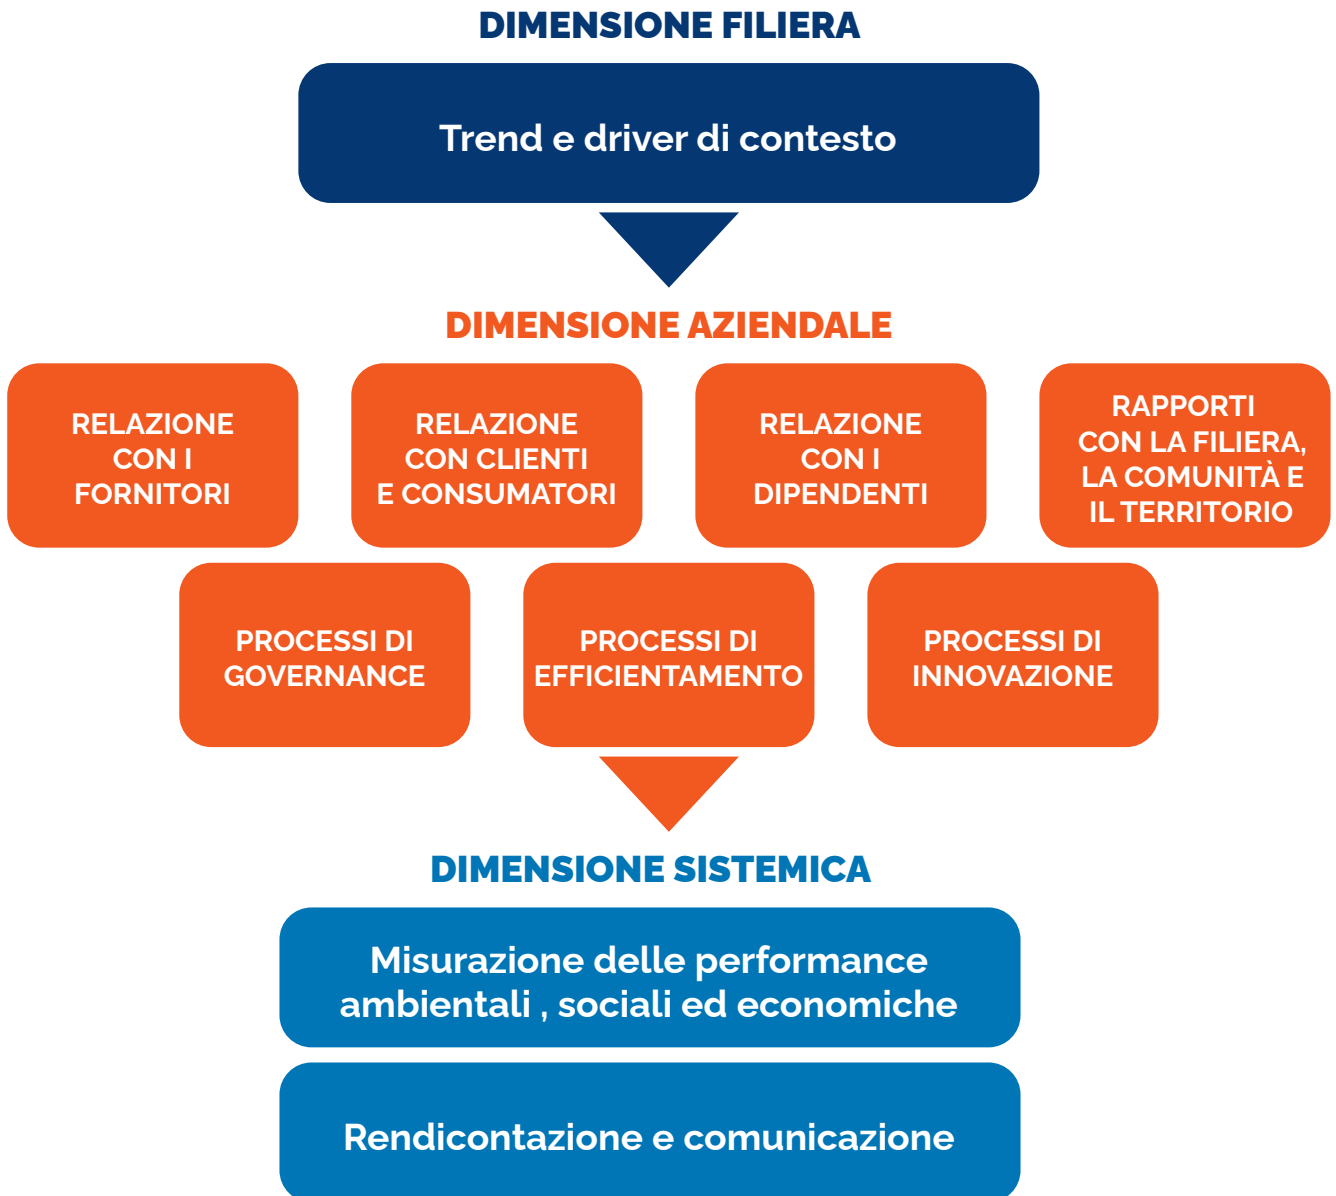 DIMENSIONE FILIERA
Trend e driver di contesto
DIMENSIONE AZIENDALE
RELAZIONE
CON I
FORNITORI
RELAZIONE
CON CLIENTI
E CONSUMATORI
RELAZIONE
CON I
DIPENDENTI
RAPPORTI
CON LA FILIERA,
LA COMUNITÀ E
IL TERRITORIO
PROCESSI DI
GOVERNANCE
PROCESSI DI
EFFICIENTAMENTO
PROCESSI DI
INNOVAZIONE
DIMENSIONE SISTEMICA
Misurazione delle performance
ambientali , sociali ed economiche
Rendicontazione e comunicazione